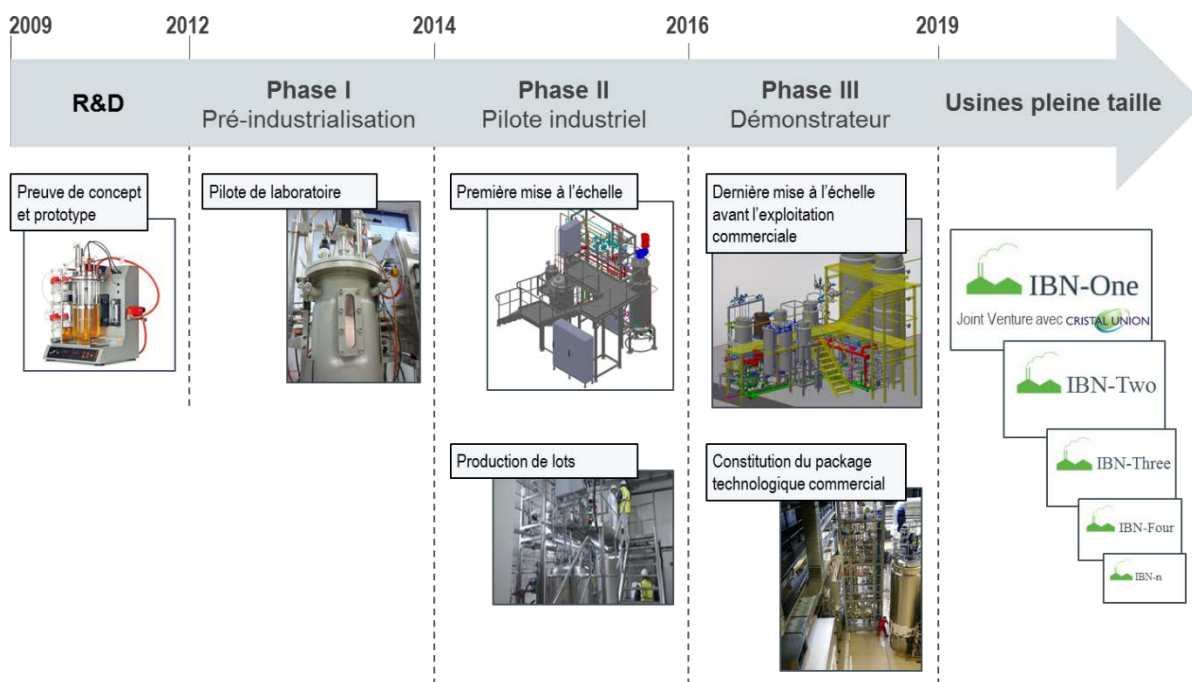 2009
2012
2014
2016
2019
R&D
Phase I
Pré-industrialisation
Phase II
Pilote industriel
Phase III
Démonstrateur
Usines pleine taille
Preuve de concept
et prototype
Pilote de laboratoire
Première mise à l'échelle
Dernière mise à l'échelle
avant l'exploitation
commerciale
Production de lots
Constitution du package
technologique commercial
IBN-One
Joint Venture avec CRISTAL UNION
IBN-Two
IBN-Three
IBN-Four
IBN-n